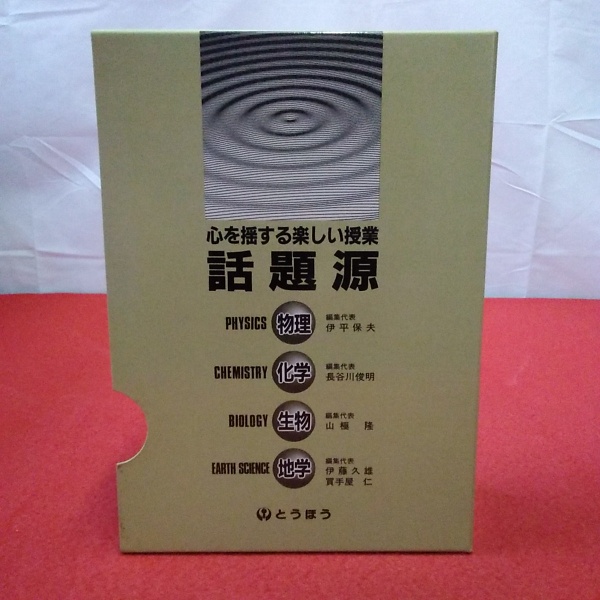 心を揺する楽しい授業
話題源
PHYSICS 物理 編集代表 伊平保夫
CHEMISTRY 化学 編集代表 長谷川俊明
BIOLOGY 生物 編集代表 山極隆
EARTH SCIENCE 地学 編集代表 伊藤久雄 買手屋仁
とうほう